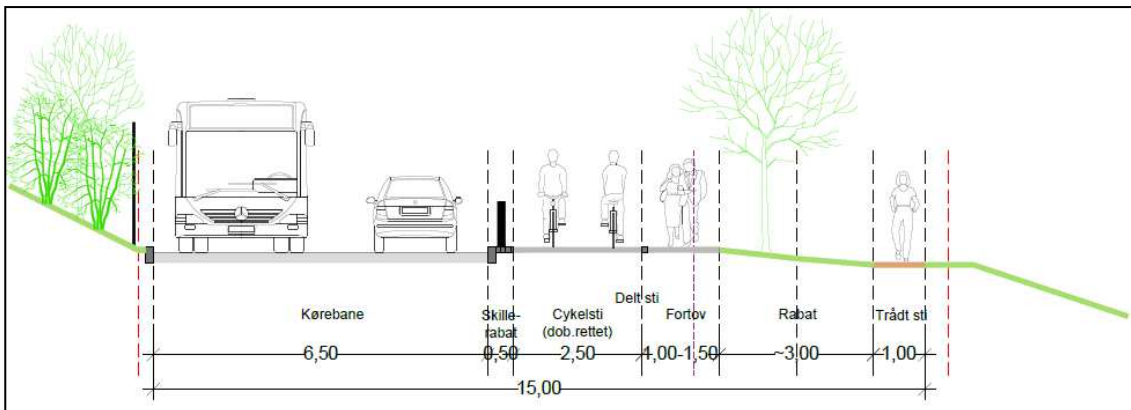 Delt sti
Kørebane
Skille-
rabat
Cykelsti
(dob.rettet)
Fortov
Rabat
Trådt sti
6,50
0,50
2,50
1,00-1,50
~3,00
1,00
15,00